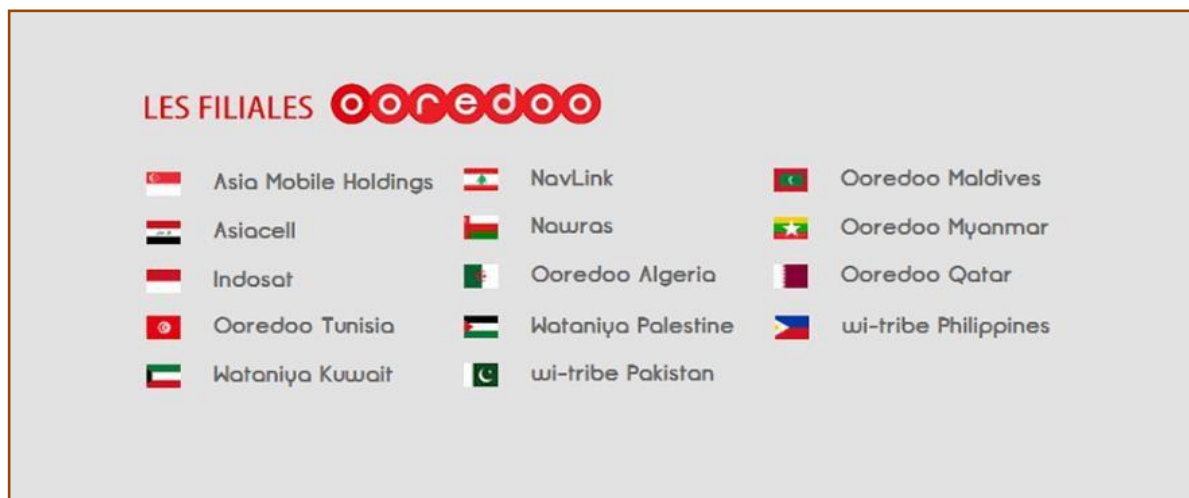 LES FILIALES ooredoo
Asia Mobile Holdings
Asiacell
Indosat
Ooredoo Tunisia
Wataniya Kuwait
NavLink
Nawras
Ooredoo Algeria
Wataniya Palestine
wi-tribe Pakistan
Ooredoo Maldives
Ooredoo Myanmar
Ooredoo Qatar
wi-tribe Philippines